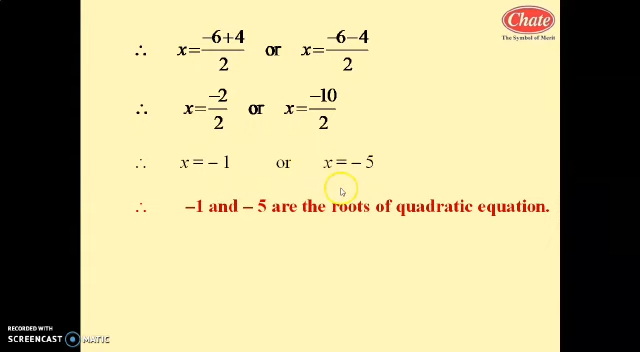 Chate
The Symbol of Merit
∴ x = (−6+4)/2 or x = (−6−4)/2
∴ x = −2/2 or x = −10/2
∴ x = − 1 or x = − 5
∴ −1 and − 5 are the roots of quadratic equation.
RECORDED WITH
SCREENCAST MATIC